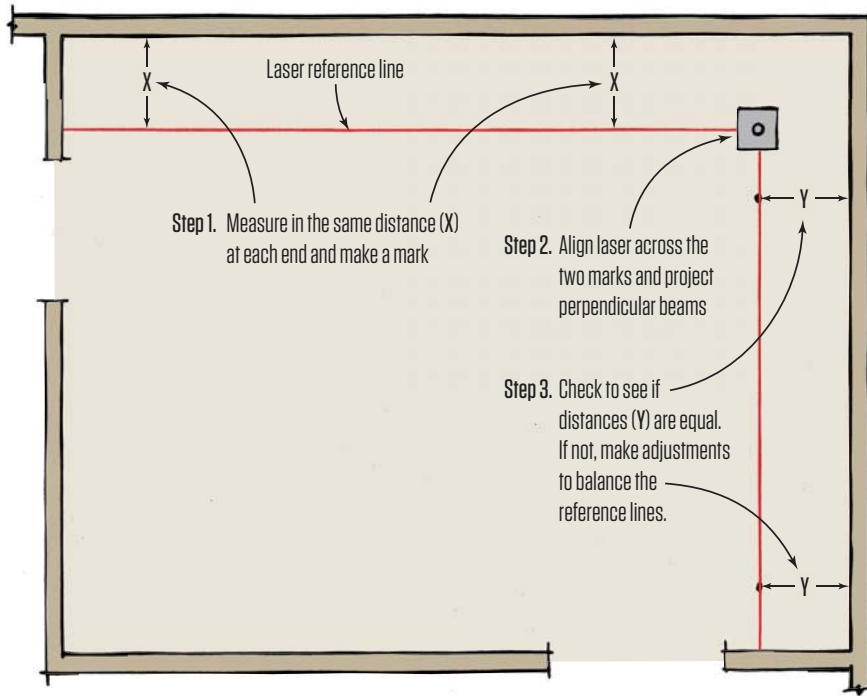 X
X
Laser reference line
Step 1. Measure in the same distance (X)
at each end and make a mark
Y
Step 2. Align laser across the
two marks and project
perpendicular beams
Step 3. Check to see if
distances (Y) are equal.
If not, make adjustments
to balance the
reference lines.
Y